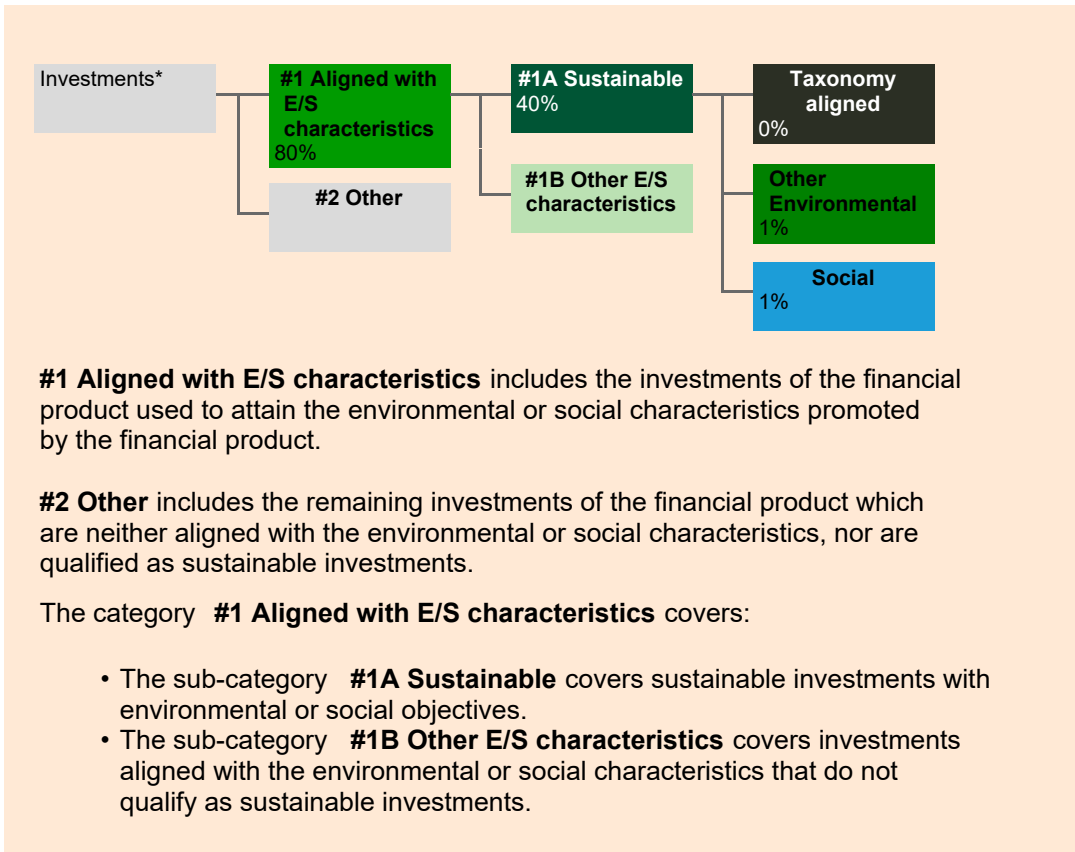 Investments*
#1 Aligned with
E/S
characteristics
80%
#2 Other
#1A Sustainable
40%
#1B Other E/S
characteristics
Taxonomy
aligned
0%
Other
Environmental
1%
Social
1%
#1 Aligned with E/S characteristics includes the investments of the financial
product used to attain the environmental or social characteristics promoted
by the financial product.
#2 Other includes the remaining investments of the financial product which
are neither aligned with the environmental or social characteristics, nor are
qualified as sustainable investments.
The category #1 Aligned with E/S characteristics covers:
• The sub-category #1A Sustainable covers sustainable investments with
environmental or social objectives.
• The sub-category #1B Other E/S characteristics covers investments
aligned with the environmental or social characteristics that do not
qualify as sustainable investments.